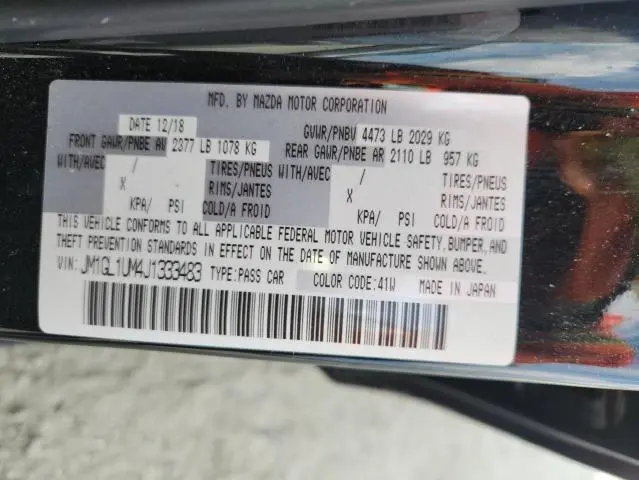 MFD. BY MAZDA MOTOR CORPORATION
DATE 12/18 GVWR/PNBV 4473 LB 2029 KG
FRONT GAWR/PNBE AV 2377 LB 1078 KG REAR GAWR/PNBE AR 2110 LB 957 KG
WITH/AVEC / TIRES/PNEUS WITH/AVEC / TIRES/PNEUS
X RIMS/JANTES X RIMS/JANTES
KPA/ PSI COLD/A FROID KPA/ PSI COLD/A FROID
THIS VEHICLE CONFORMS TO ALL APPLICABLE FEDERAL MOTOR VEHICLE SAFETY, BUMPER, AND
THEFT PREVENTION STANDARDS IN EFFECT ON THE DATE OF MANUFACTURE SHOWN ABOVE.
VIN: JM1GL1UM4J1333483 TYPE: PASS CAR COLOR CODE: 41W MADE IN JAPAN